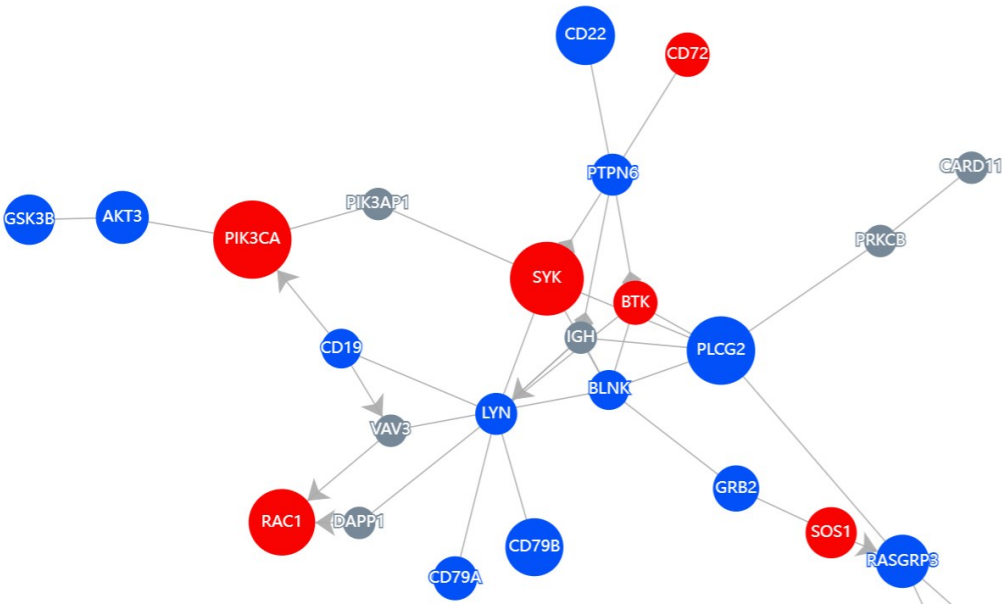 CD22
CD72
PTPN6
CARD11
PIK3AP1
GSK3B
AKT3
PIK3CA
PRKCB
SYK
BTK
IGH
CD19
PLCG2
BLNK
LYN
VAV3
GRB2
RAC1
DAPP1
SOS1
CD79B
RASGRP3
CD79A